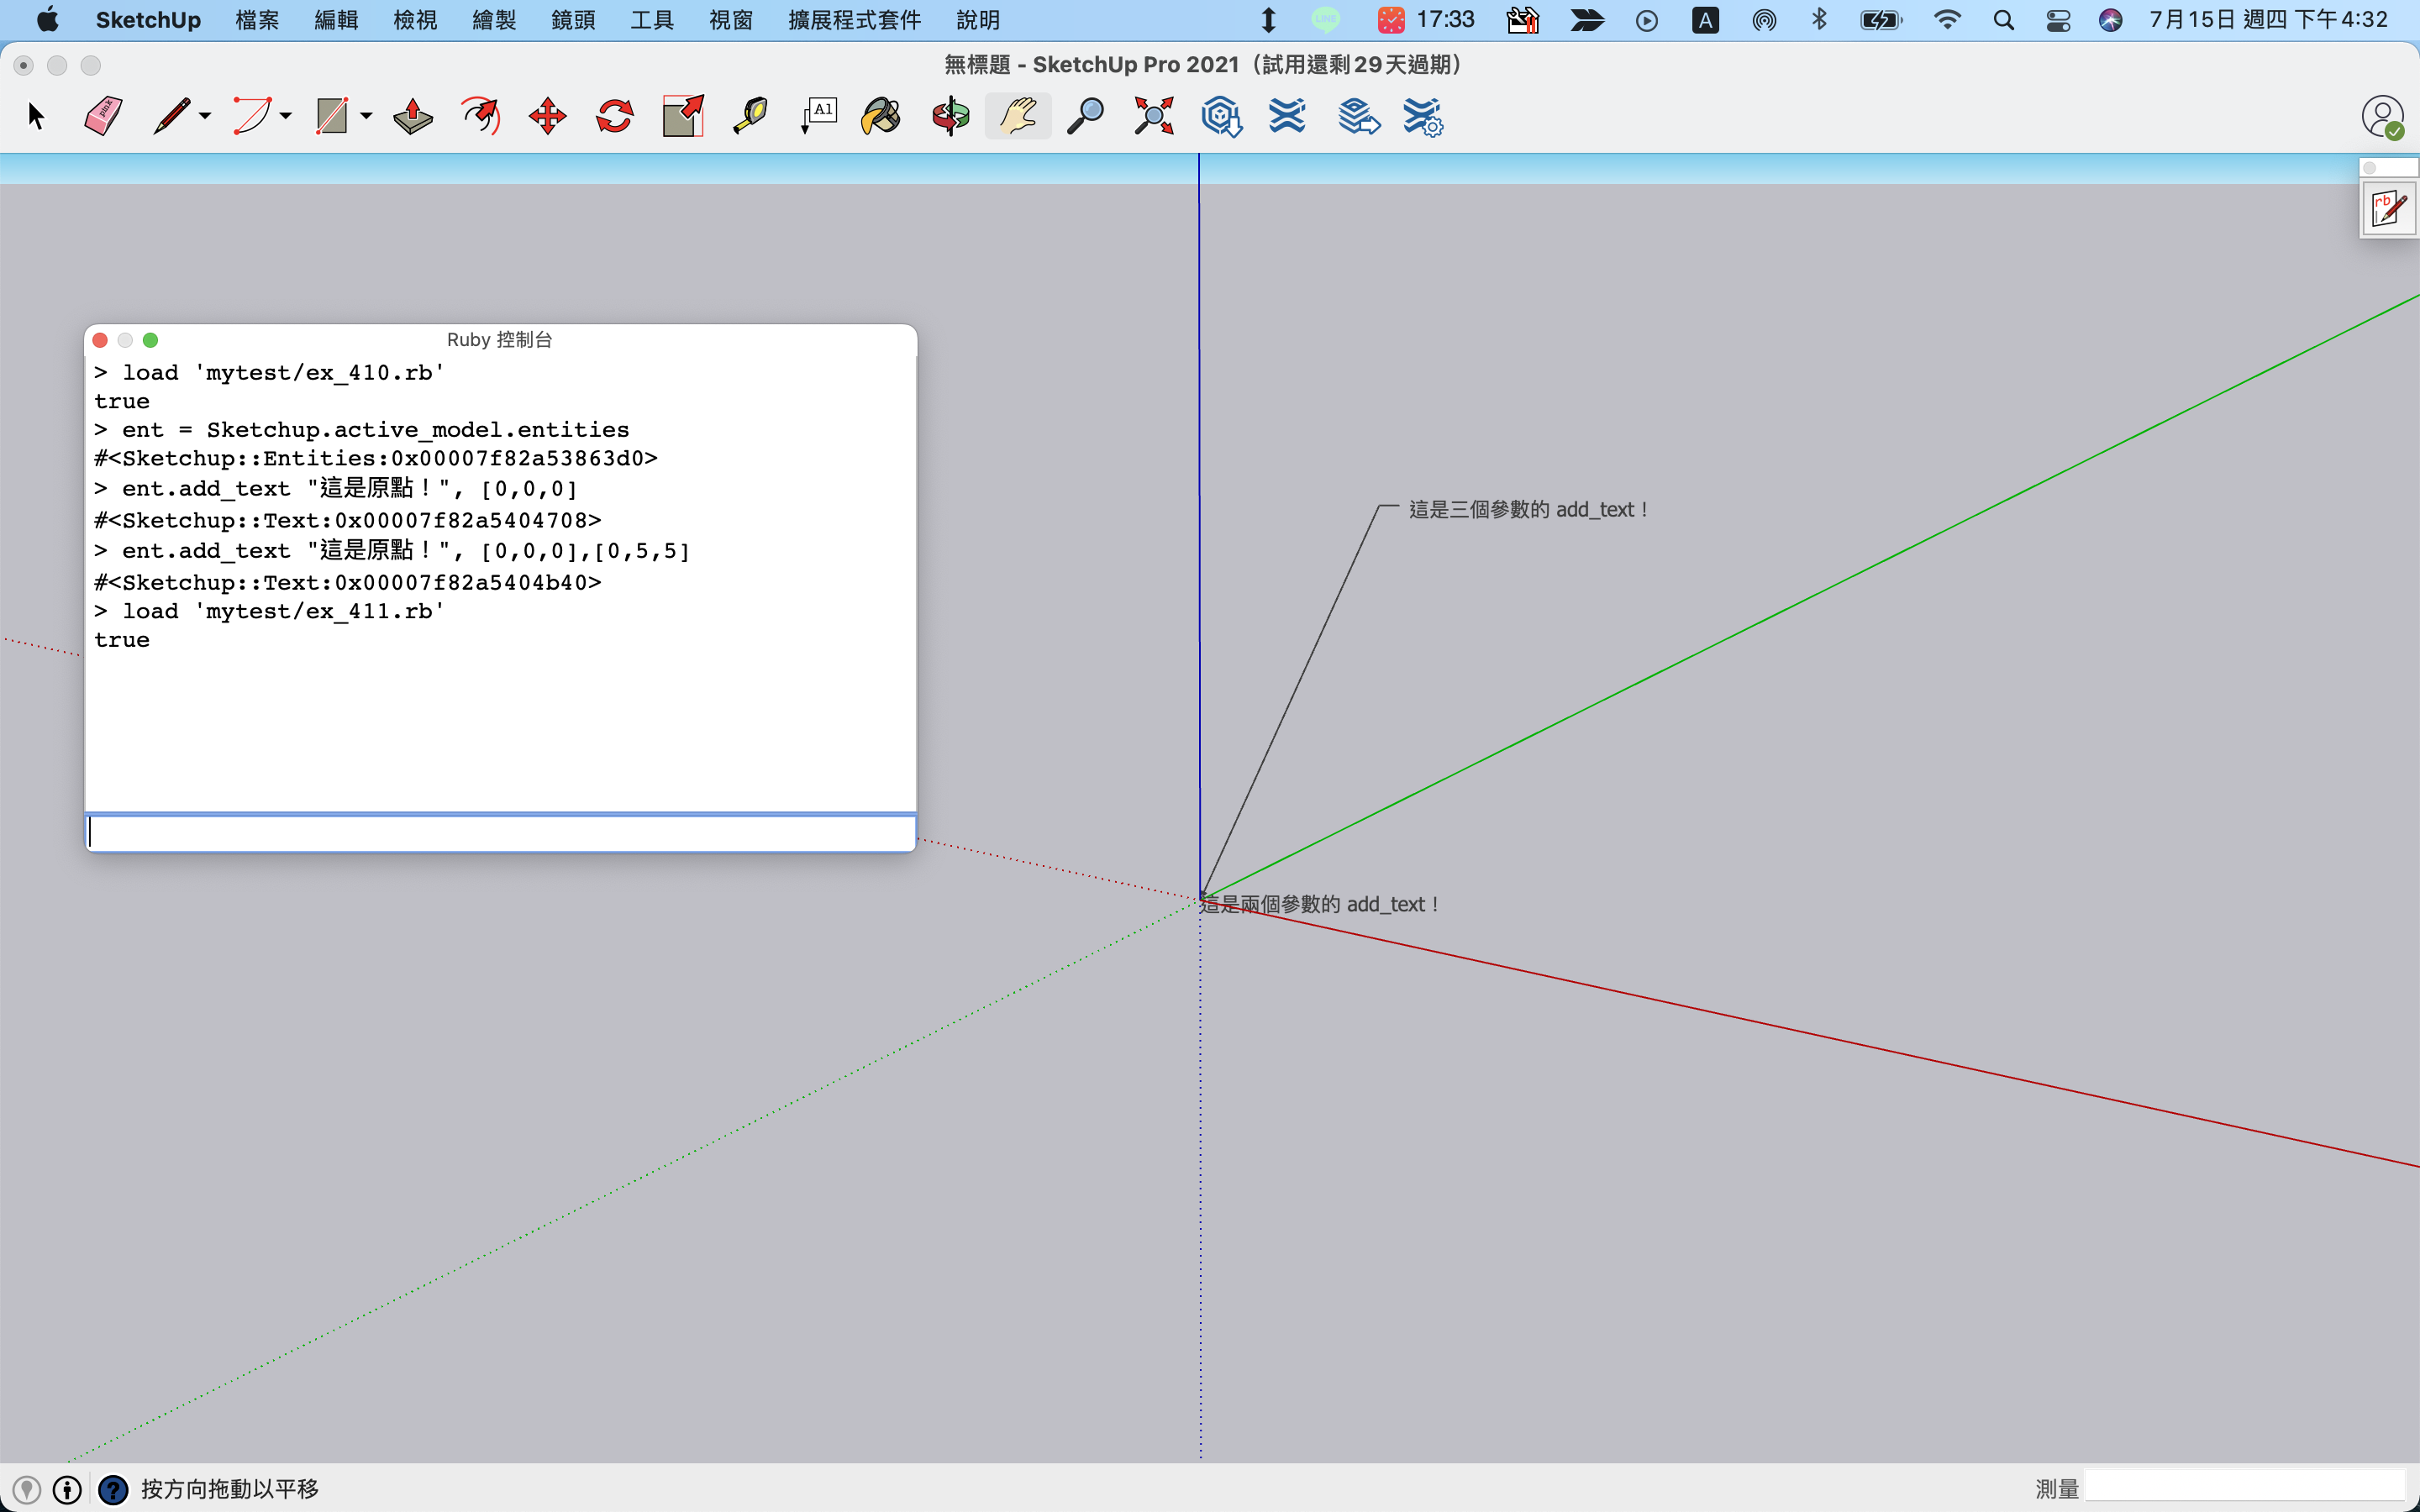 SketchUp 檔案 編輯 檢視 繪製 鏡頭 工具 視窗 擴展程式套件 說明 LINE 17:33 A 7月15日 週四 下午4:32
無標題 - SketchUp Pro 2021（試用還剩29天過期）
pink A1
rb
Ruby 控制台
> load 'mytest/ex_410.rb'
true
> ent = Sketchup.active_model.entities
#<Sketchup::Entities:0x00007f82a53863d0>
> ent.add_text "這是原點！", [0,0,0]
#<Sketchup::Text:0x00007f82a5404708>
> ent.add_text "這是原點！", [0,0,0],[0,5,5]
#<Sketchup::Text:0x00007f82a5404b40>
> load 'mytest/ex_411.rb'
true
這是三個參數的 add_text！
這是兩個參數的 add_text！
按方向拖動以平移
測量